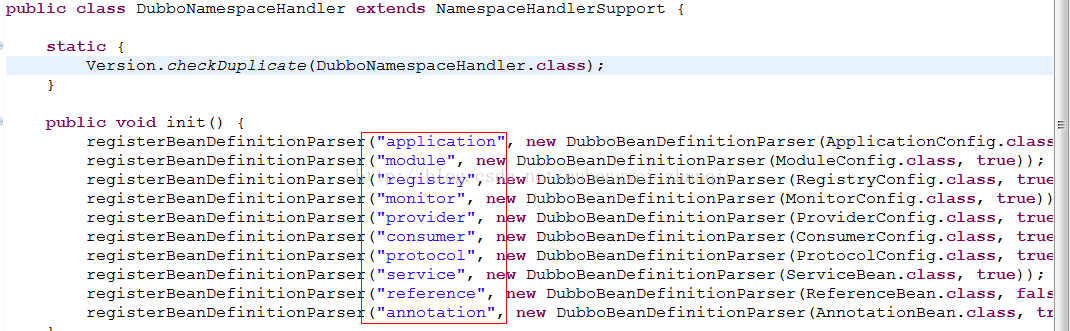 public class DubboNamespaceHandler extends NamespaceHandlerSupport {
static {
Version.checkDuplicate(DubboNamespaceHandler.class);
}
public void init() {
registerBeanDefinitionParser("application", new DubboBeanDefinitionParser(ApplicationConfig.class
registerBeanDefinitionParser("module", new DubboBeanDefinitionParser(ModuleConfig.class, true));
registerBeanDefinitionParser("registry", new DubboBeanDefinitionParser(RegistryConfig.class, true
registerBeanDefinitionParser("monitor", new DubboBeanDefinitionParser(MonitorConfig.class, true))
registerBeanDefinitionParser("provider", new DubboBeanDefinitionParser(ProviderConfig.class, true
registerBeanDefinitionParser("consumer", new DubboBeanDefinitionParser(ConsumerConfig.class, true
registerBeanDefinitionParser("protocol", new DubboBeanDefinitionParser(ProtocolConfig.class, true
registerBeanDefinitionParser("service", new DubboBeanDefinitionParser(ServiceBean.class, true));
registerBeanDefinitionParser("reference", new DubboBeanDefinitionParser(ReferenceBean.class, fals
registerBeanDefinitionParser("annotation", new DubboBeanDefinitionParser(AnnotationBean.class, tr
}